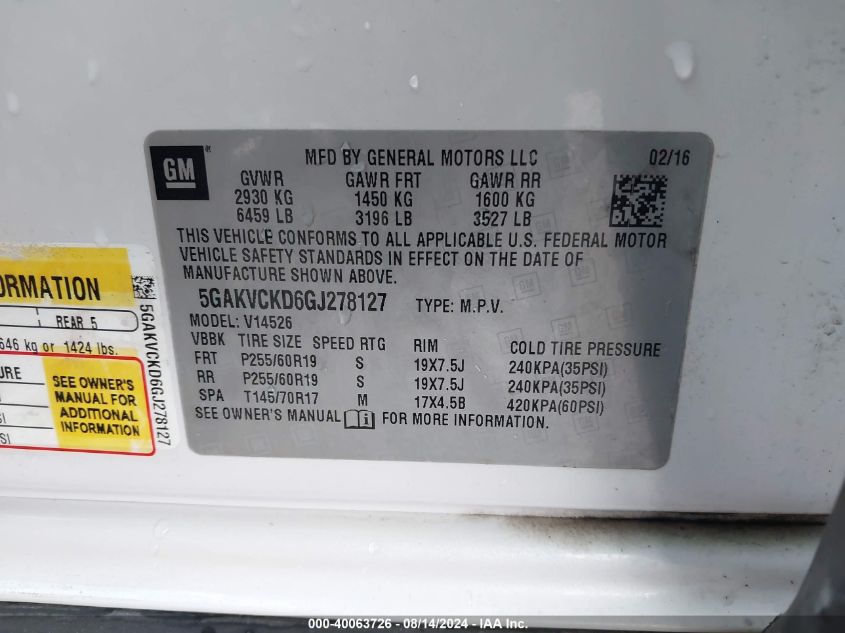 GM
MFD BY GENERAL MOTORS LLC 02/16
GVWR GAWR FRT GAWR RR
2930 KG 1450 KG 1600 KG
6459 LB 3196 LB 3527 LB
THIS VEHICLE CONFORMS TO ALL APPLICABLE U.S. FEDERAL MOTOR
VEHICLE SAFETY STANDARDS IN EFFECT ON THE DATE OF
MANUFACTURE SHOWN ABOVE.
5GAKVCKD6GJ278127 TYPE: M.P.V.
MODEL: V14526
VBBK TIRE SIZE SPEED RTG RIM COLD TIRE PRESSURE
FRT P255/60R19 S 19X7.5J 240KPA(35PSI)
RR P255/60R19 S 19X7.5J 240KPA(35PSI)
SPA T145/70R17 M 17X4.5B 420KPA(60PSI)
SEE OWNER'S MANUAL FOR MORE INFORMATION.
REAR 5
646 kg or 1424 lbs.
SEE OWNER'S
MANUAL FOR
ADDITIONAL
INFORMATION
5GAKVCKD6GJ278127
000-40063726 - 08/14/2024 - IAA Inc.